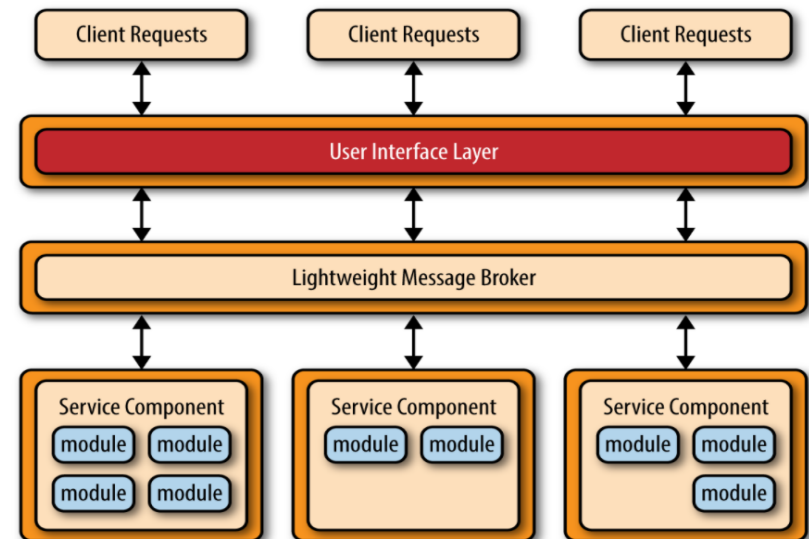 Client Requests
Client Requests
Client Requests
User Interface Layer
Lightweight Message Broker
Service Component
module
module
module
module
Service Component
module
module
Service Component
module
module
module